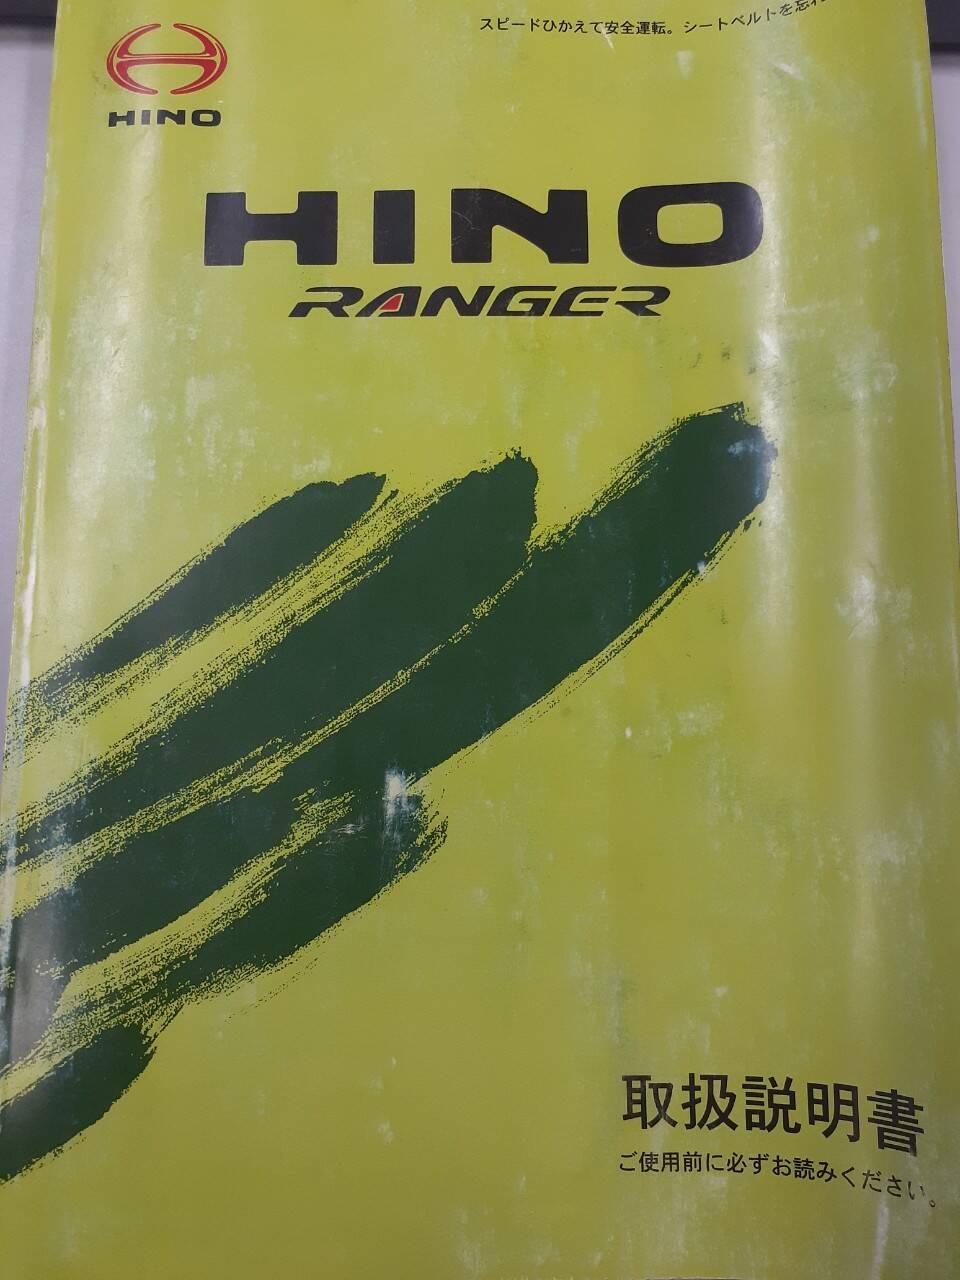 スピードひかえて安全運転。シートベルトを忘れ
HINO
HINO
RANGER
取扱説明書
ご使用前に必ずお読みください。